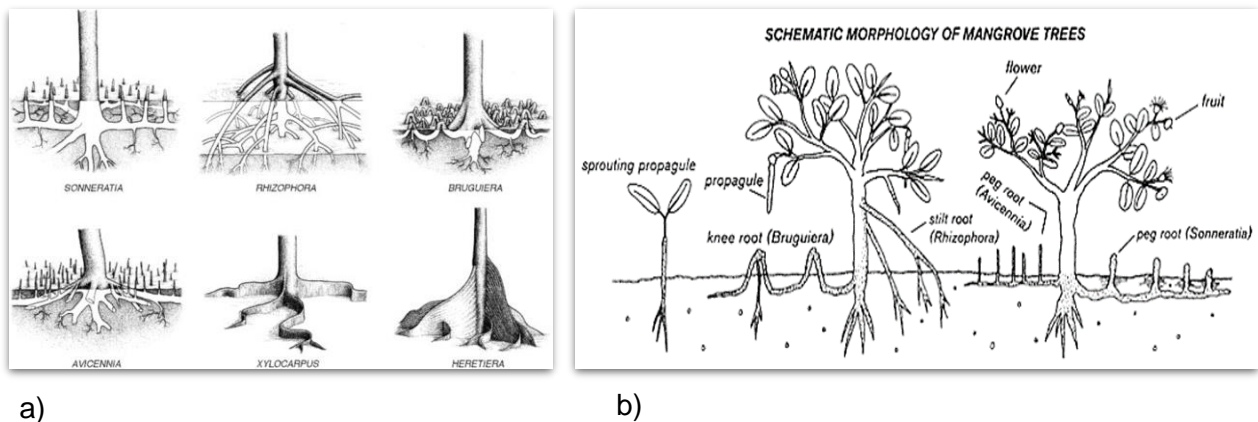 SONNERATIA
RHIZOPHORA
BRUGUIERA
AVICENNIA
XYLOCARPUS
HERETIERA
a)
SCHEMATIC MORPHOLOGY OF MANGROVE TREES
flower
fruit
sprouting propagule
propagule
peg root
(Avicennia)
stilt root
(Rhizophora)
knee root (Bruguiera)
peg root (Sonneratia)
b)